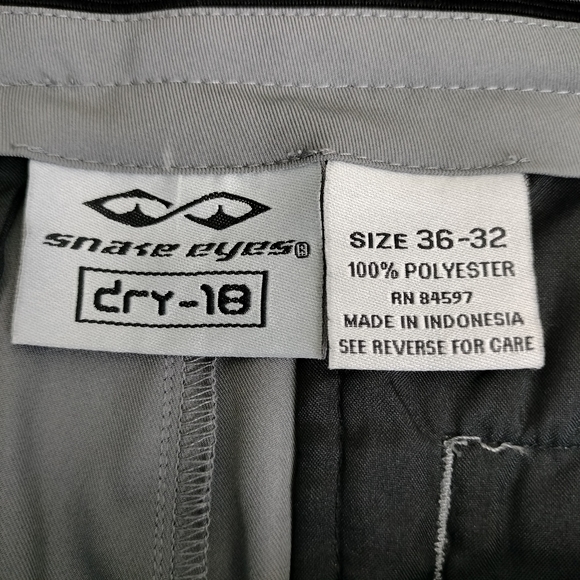 snake eyes®
dry-18
SIZE 36-32
100% POLYESTER
RN 84597
MADE IN INDONESIA
SEE REVERSE FOR CARE